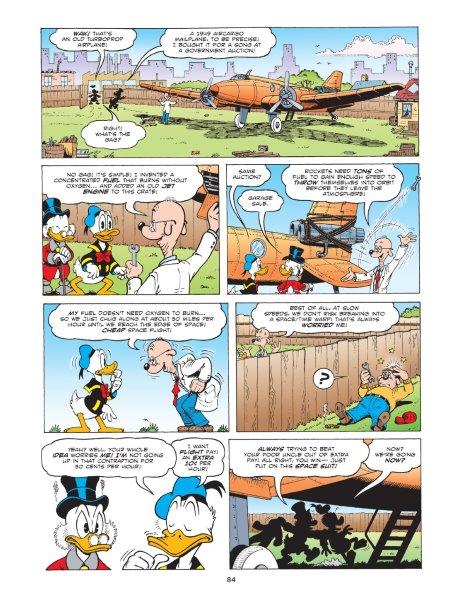 WAK! THAT'S
AN OLD TURBOPROP
AIRPLANE!
A 1949 AIRCARGO
MAILPLANE, TO BE PRECISE!
I BOUGHT IT FOR A SONG AT
A GOVERNMENT AUCTION!
RIGHT!
WHAT'S THE
GAG?
NO GAG! IT'S SIMPLE; I INVENTED A
CONCENTRATED FUEL THAT BURNS WITHOUT
OXYGEN... AND ADDED AN OLD JET
ENGINE TO THIS CRATE!
SAME
AUCTION?
GARAGE
SALE.
ROCKETS NEED TONS OF
FUEL TO GAIN ENOUGH SPEED TO
THROW THEMSELVES INTO ORBIT
BEFORE THEY LEAVE THE
ATMOSPHERE!
MY FUEL DOESN'T NEED OXYGEN TO BURN...
SO WE JUST CHUG ALONG AT ABOUT 50 MILES PER
HOUR UNTIL WE REACH THE EDGE OF SPACE!
CHEAP SPACE FLIGHT!
BEST OF ALL, AT SLOW
SPEEDS, WE DON'T RISK BREAKING INTO
A SPACE/TIME WARP! THAT'S ALWAYS
WORRIED ME!
?
YEAH? WELL, YOUR WHOLE
IDEA WORRIES ME! I'M NOT GOING
UP IN THAT CONTRAPTION FOR
30 CENTS PER HOUR!
I WANT
FLIGHT PAY!
AN EXTRA
10¢ PER
HOUR!
ALWAYS TRYING TO BEAT
YOUR POOR UNCLE OUT OF EXTRA
PAY! ALL RIGHT, YOU WIN— JUST
PUT ON THIS SPACE SUIT!
NOW?
WE'RE GOING
NOW?
84